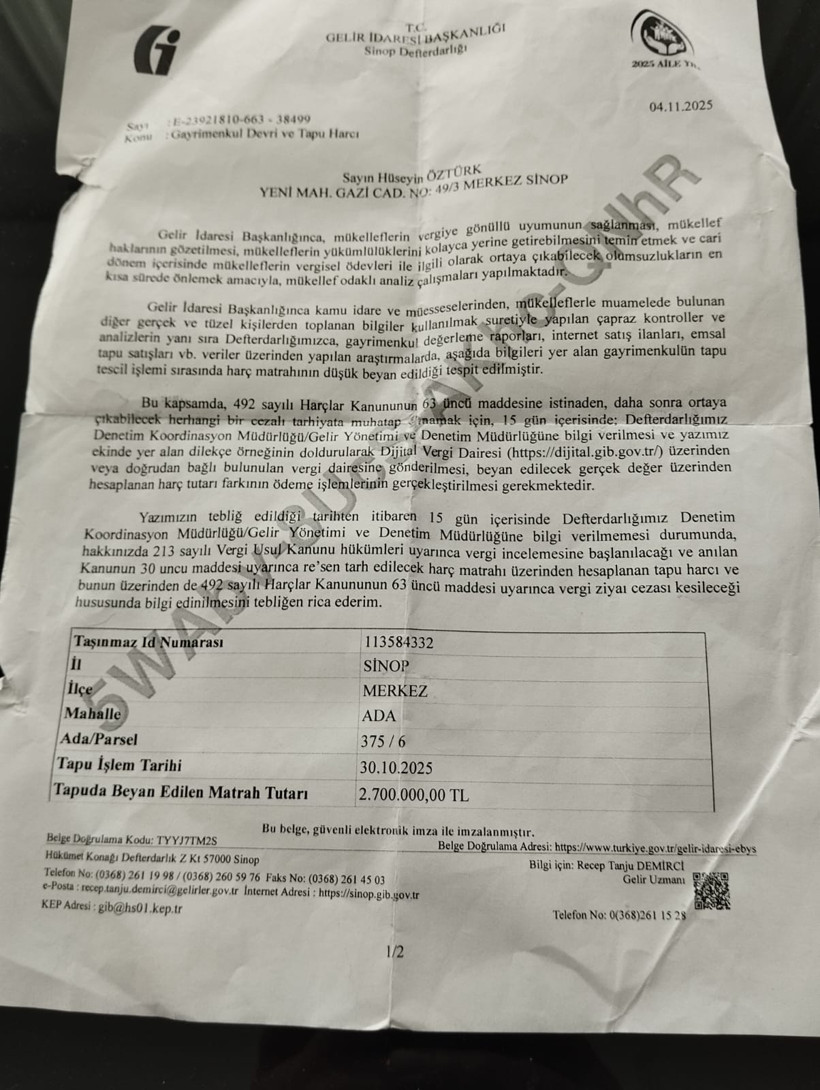 T.C.
GELİR İDARESİ BAŞKANLIĞI
Sinop Defterdarlığı
2025 AİLE YILI
04.11.2025
Sayı : E-23921810-663 - 38499
Konu : Gayrimenkul Devri ve Tapu Harcı
Sayın Hüseyin ÖZTÜRK
YENİ MAH. GAZİ CAD. NO: 49/3 MERKEZ SİNOP
Gelir İdaresi Başkanlığınca, mükelleflerin vergiye gönüllü uyumunun sağlanması, mükellef
haklarının gözetilmesi, mükelleflerin yükümlülüklerini kolayca yerine getirebilmesini temin etmek ve cari
dönem içerisinde mükelleflerin vergisel ödevleri ile ilgili olarak ortaya çıkabilecek olumsuzlukların en
kısa sürede önlemek amacıyla, mükellef odaklı analiz çalışmaları yapılmaktadır.
Gelir İdaresi Başkanlığınca kamu idare ve müesseselerinden, mükelleflerle muamelede bulunan
diğer gerçek ve tüzel kişilerden toplanan bilgiler kullanılmak suretiyle yapılan çapraz kontroller ve
analizlerin yanı sıra Defterdarlığımızca, gayrimenkul değerleme raporları, internet satış ilanları, emsal
tapu satışları vb. veriler üzerinden yapılan araştırmalarda, aşağıda bilgileri yer alan gayrimenkulün tapu
tescil işlemi sırasında harç matrahının düşük beyan edildiği tespit edilmiştir.
Bu kapsamda, 492 sayılı Harçlar Kanununun 63 üncü maddesine istinaden, daha sonra ortaya
çıkabilecek herhangi bir cezalı tarhiyata muhatap olmamak için, 15 gün içerisinde; Defterdarlığımız
Denetim Koordinasyon Müdürlüğü/Gelir Yönetimi ve Denetim Müdürlüğüne bilgi verilmesi ve yazımız
ekinde yer alan dilekçe örneğinin doldurularak Dijital Vergi Dairesi (https://dijital.gib.gov.tr/) üzerinden
veya doğrudan bağlı bulunulan vergi dairesine gönderilmesi, beyan edilecek gerçek değer üzerinden
hesaplanan harç tutarı farkının ödeme işlemlerinin gerçekleştirilmesi gerekmektedir.
Yazımızın tebliğ edildiği tarihten itibaren 15 gün içerisinde Defterdarlığımız Denetim
Koordinasyon Müdürlüğü/Gelir Yönetimi ve Denetim Müdürlüğüne bilgi verilmemesi durumunda,
hakkınızda 213 sayılı Vergi Usul Kanunu hükümleri uyarınca vergi incelemesine başlanılacağı ve anılan
Kanunun 30 uncu maddesi uyarınca re'sen tarh edilecek harç matrahı üzerinden hesaplanan tapu harcı ve
bunun üzerinden de 492 sayılı Harçlar Kanununun 63 üncü maddesi uyarınca vergi ziyaı cezası kesileceği
hususunda bilgi edinilmesini tebliğen rica ederim.
Taşınmaz Id Numarası 113584332
İl SİNOP
İlçe MERKEZ
Mahalle ADA
Ada/Parsel 375 / 6
Tapu İşlem Tarihi 30.10.2025
Tapuda Beyan Edilen Matrah Tutarı 2.700.000,00 TL
Bu belge, güvenli elektronik imza ile imzalanmıştır.
Belge Doğrulama Kodu: TYYJ7TM2S
Belge Doğrulama Adresi: https://www.turkiye.gov.tr/gelir-idaresi-ebys
Hükümet Konağı Defterdarlık Z Kt 57000 Sinop
Bilgi için: Recep Tanju DEMİRCİ
Telefon No: (0368) 261 19 98 / (0368) 260 59 76 Faks No: (0368) 261 45 03
Gelir Uzmanı
e-Posta : recep.tanju.demirci@gelirler.gov.tr İnternet Adresi : https://sinop.gib.gov.tr
KEP Adresi : gib@hs01.kep.tr
Telefon No: 0(368)261 15 28
1/2